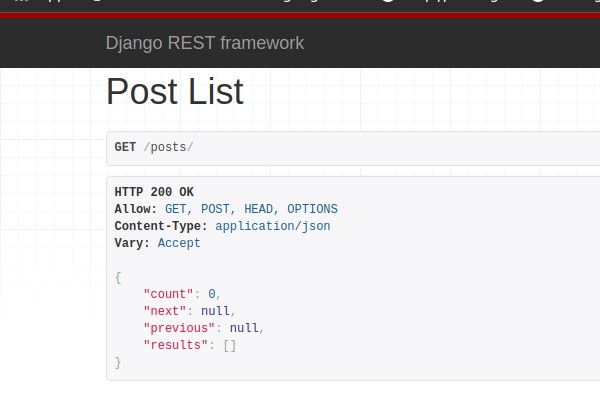 Django REST framework
Post List
GET /posts/
HTTP 200 OK
Allow: GET, POST, HEAD, OPTIONS
Content-Type: application/json
Vary: Accept
{
    "count": 0,
    "next": null,
    "previous": null,
    "results": []
}